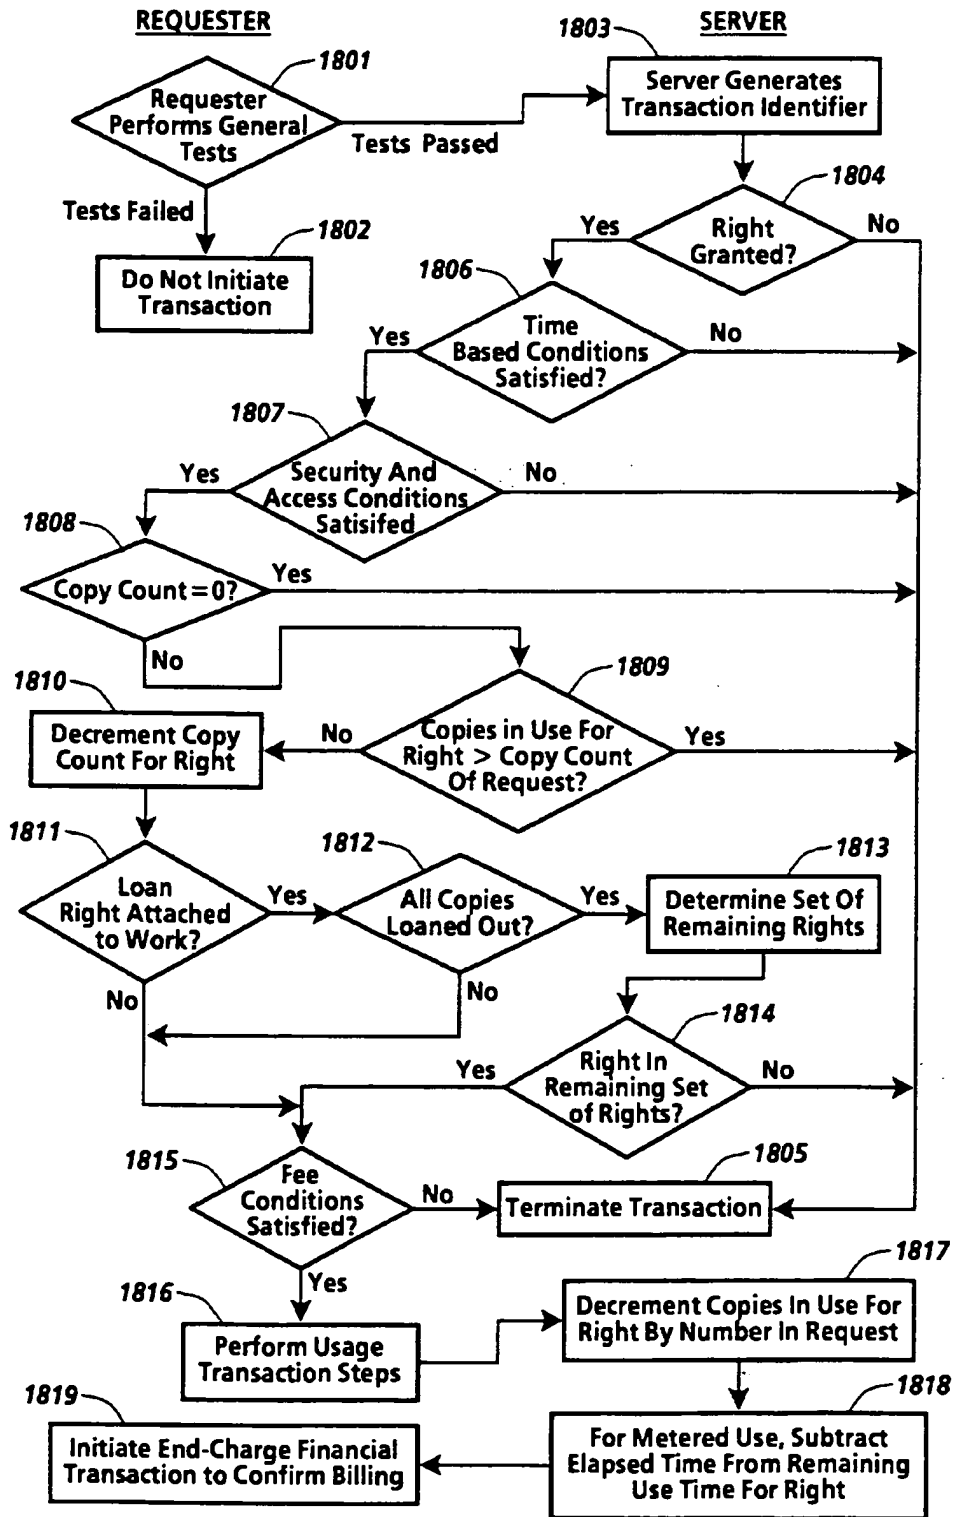 REQUESTER
SERVER
1801
1803
Requester
Performs General
Tests
Server Generates
Transaction Identifier
Tests Passed
Tests Failed
1802
1804
Do Not Initiate
Transaction
Yes
Right
Granted?
No
1806
Yes
Time
Based Conditions
Satisfied?
No
1807
Yes
Security And
Access Conditions
Satisifed
No
1808
Copy Count = 0?
Yes
No
1809
1810
Decrement Copy
Count For Right
No
Copies in Use For
Right > Copy Count
Of Request?
Yes
1811
1812
1813
Loan
Right Attached
to Work?
Yes
All Copies
Loaned Out?
Yes
Determine Set Of
Remaining Rights
No
No
1814
Yes
Right In
Remaining Set
of Rights?
No
1815
1805
Fee
Conditions
Satisfied?
No
Terminate Transaction
Yes
1816
1817
Perform Usage
Transaction Steps
Decrement Copies In Use For
Right By Number In Request
1819
1818
Initiate End-Charge Financial
Transaction to Confirm Billing
For Metered Use, Subtract
Elapsed Time From Remaining
Use Time For Right